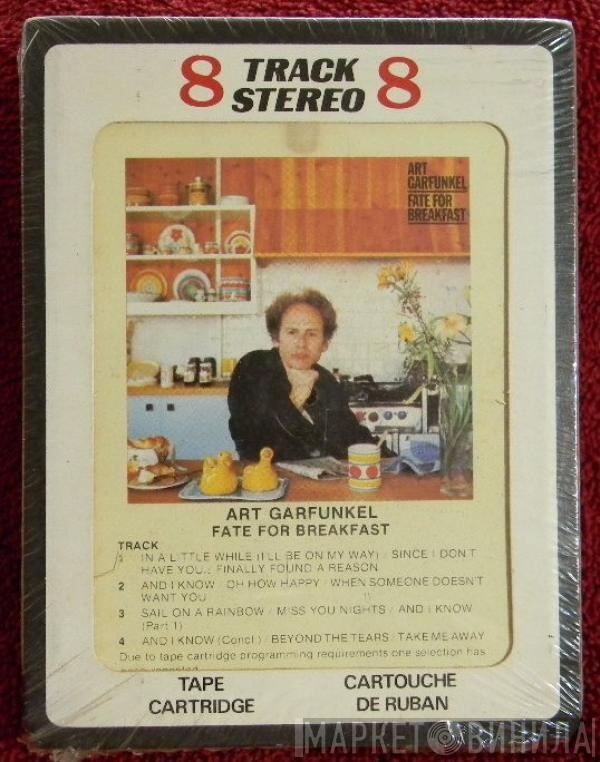 8 TRACK STEREO 8
ART
GARFUNKEL
FATE FOR
BREAKFAST
ART GARFUNKEL
FATE FOR BREAKFAST
TRACK
1 IN A LITTLE WHILE (I'LL BE ON MY WAY) / SINCE I DON'T
HAVE YOU / FINALLY FOUND A REASON
2 AND I KNOW / OH HOW HAPPY / WHEN SOMEONE DOESN'T
WANT YOU
3 SAIL ON A RAINBOW / MISS YOU NIGHTS / AND I KNOW
(Part 1)
4 AND I KNOW (Concl.) / BEYOND THE TEARS / TAKE ME AWAY
Due to tape cartridge programming requirements one selection has
been repeated
TAPE
CARTRIDGE
CARTOUCHE
DE RUBAN
МАРКЕТ ВИНИЛА